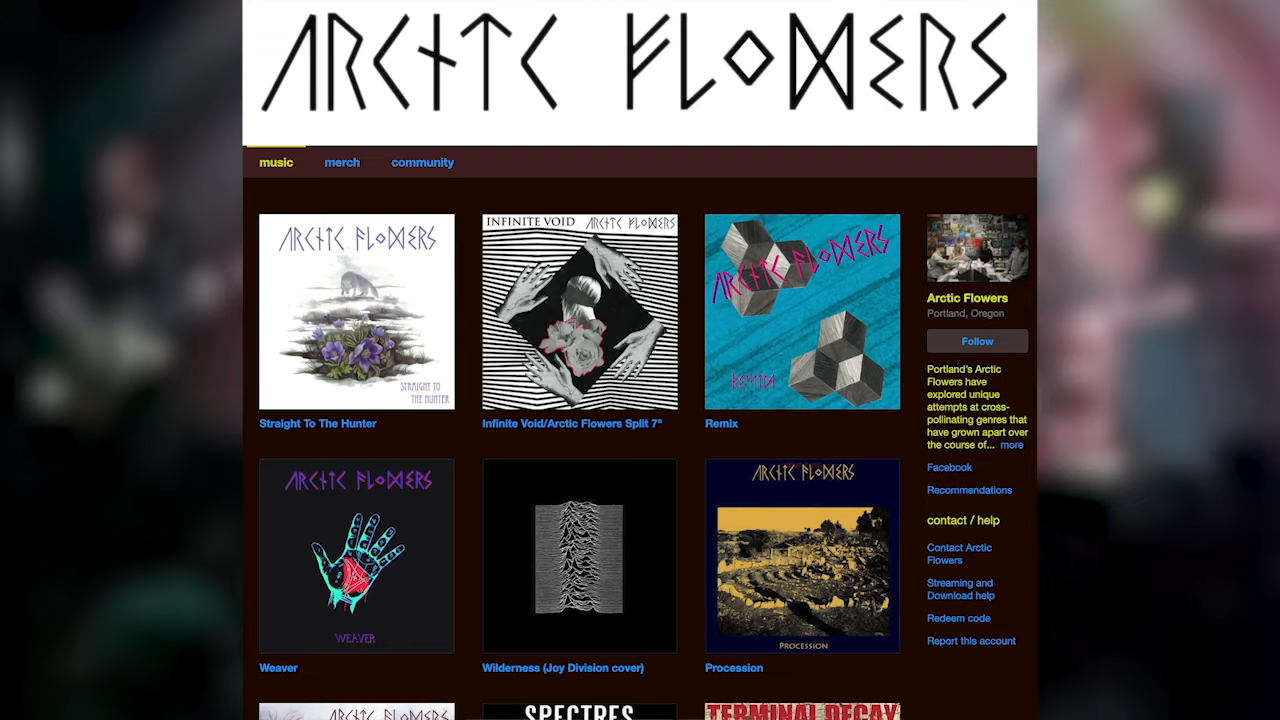 ARCTIC FLOWERS
music merch community
ARCTIC FLOWERS
STRAIGHT TO
THE HUNTER
Straight To The Hunter
INFINITE VOID ARCTIC FLOWERS
Infinite Void/Arctic Flowers Split 7"
ARCTIC FLOWERS
REMIX
Remix
Arctic Flowers
Portland, Oregon
Follow
Portland's Arctic
Flowers have
explored unique
attempts at cross-
pollinating genres that
have grown apart over
the course of... more
Facebook
Recommendations
contact / help
Contact Arctic
Flowers
Streaming and
Download help
Redeem code
Report this account
ARCTIC FLOWERS
WEAVER
Weaver
Wilderness (Joy Division cover)
ARCTIC FLOWERS
PROCESSION
Procession
ARCTIC FLOWERS
SPECTRES
TERMINAL DECAY